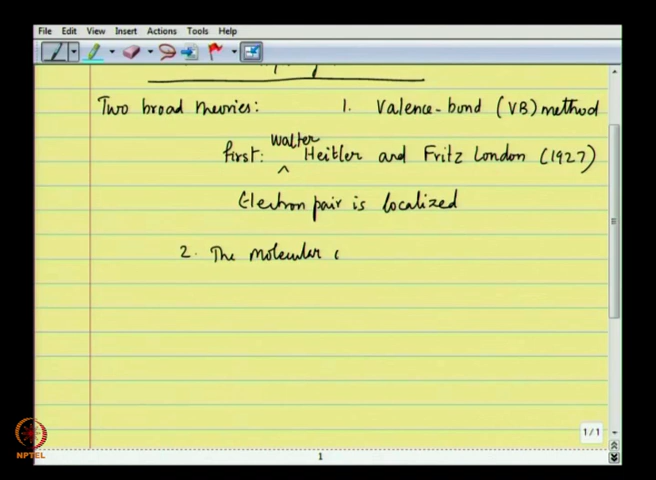 File Edit View Insert Actions Tools Help
Two broad theories: 1. Valence-bond (VB) method
Walter
first: ^ Heitler and Fritz London (1927)
Electron pair is localized
2. The Molecular
1/1
1
NPTEL